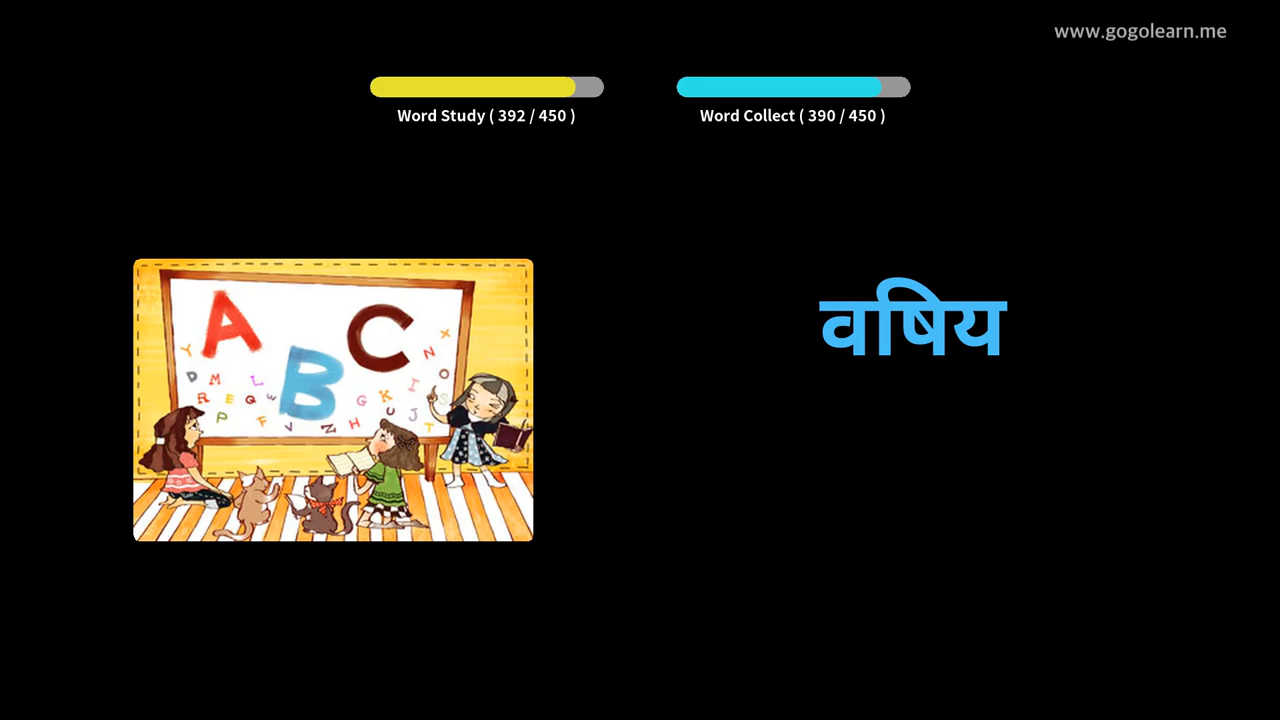 www.gogolearn.me
Word Study ( 392 / 450 )
Word Collect ( 390 / 450 )
वषिय
A B C
X
Y N
D M L I O
R E Q W G K S
P F V Z H U J T